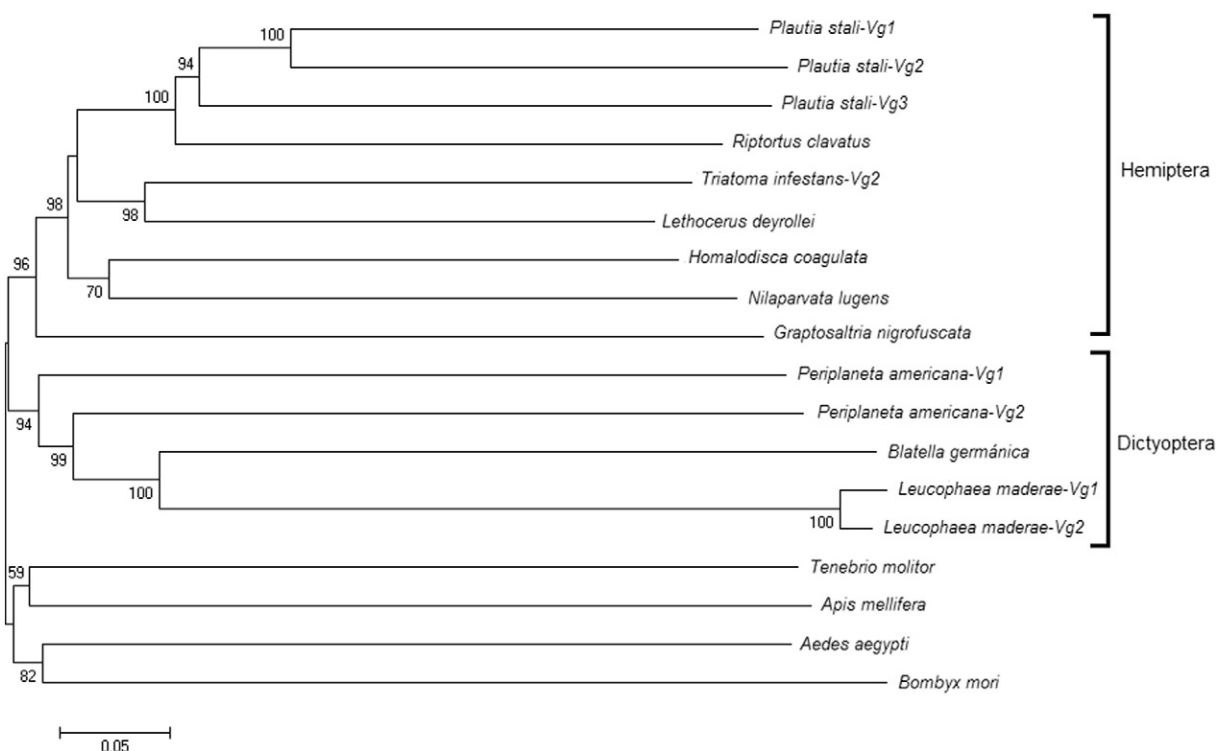 Plautia stali-Vg1
100
Plautia stali-Vg2
94
Plautia stali-Vg3
100
Riptortus clavatus
Hemiptera
Triatoma infestans-Vg2
98
Lethocerus deyrollei
98
Homalodisca coagulata
96
70
Nilaparvata lugens
Graptosaltria nigrofuscata
Periplaneta americana-Vg1
94
Periplaneta americana-Vg2
Dictyoptera
99
Blatella germánica
100
Leucophaea maderae-Vg1
100
Leucophaea maderae-Vg2
59
Tenebrio molitor
Apis mellifera
Aedes aegypti
82
Bombyx mori
0.05